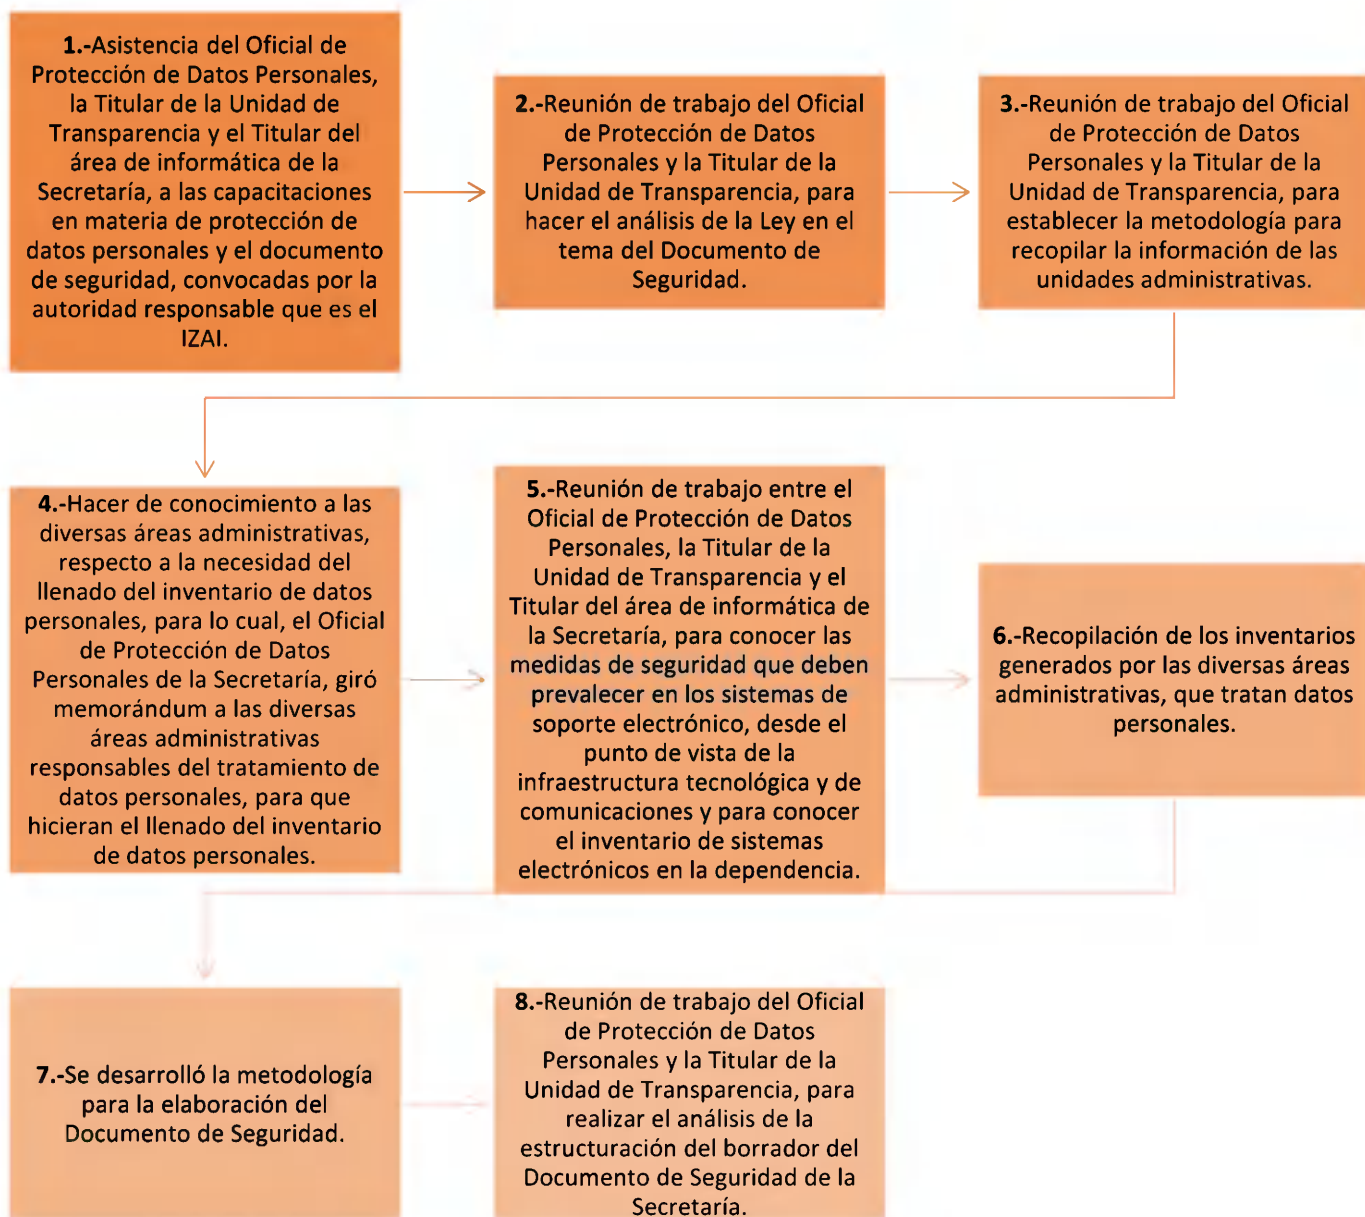 1.-Asistencia del Oficial de
Protección de Datos Personales,
la Titular de la Unidad de
Transparencia y el Titular del
área de informática de la
Secretaría, a las capacitaciones
en materia de protección de
datos personales y el documento
de seguridad, convocadas por la
autoridad responsable que es el
IZAI.
2.-Reunión de trabajo del Oficial
de Protección de Datos
Personales y la Titular de la
Unidad de Transparencia, para
hacer el análisis de la Ley en el
tema del Documento de
Seguridad.
3.-Reunión de trabajo del Oficial
de Protección de Datos
Personales y la Titular de la
Unidad de Transparencia, para
establecer la metodología para
recopilar la información de las
unidades administrativas.
4.-Hacer de conocimiento a las
diversas áreas administrativas,
respecto a la necesidad del
llenado del inventario de datos
personales, para lo cual, el Oficial
de Protección de Datos
Personales de la Secretaría, giró
memorándum a las diversas
áreas administrativas
responsables del tratamiento de
datos personales, para que
hicieran el llenado del inventario
de datos personales.
5.-Reunión de trabajo entre el
Oficial de Protección de Datos
Personales, la Titular de la
Unidad de Transparencia y el
Titular del área de informática de
la Secretaría, para conocer las
medidas de seguridad que deben
prevalecer en los sistemas de
soporte electrónico, desde el
punto de vista de la
infraestructura tecnológica y de
comunicaciones y para conocer
el inventario de sistemas
electrónicos en la dependencia.
6.-Recopilación de los inventarios
generados por las diversas áreas
administrativas, que tratan datos
personales.
7.-Se desarrolló la metodología
para la elaboración del
Documento de Seguridad.
8.-Reunión de trabajo del Oficial
de Protección de Datos
Personales y la Titular de la
Unidad de Transparencia, para
realizar el análisis de la
estructuración del borrador del
Documento de Seguridad de la
Secretaría.